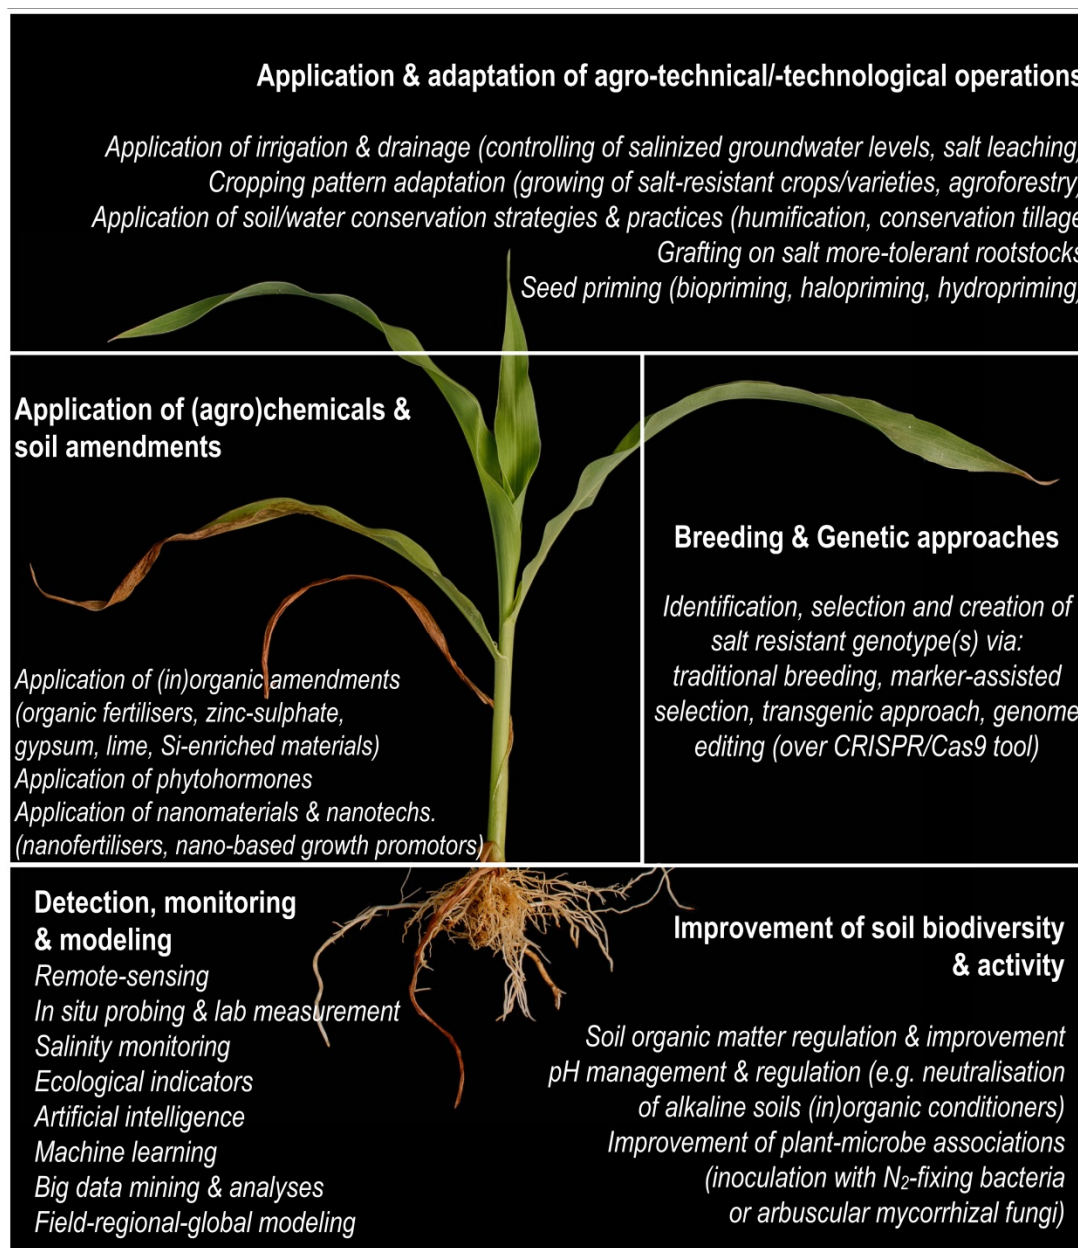 Application & adaptation of agro-technical/-technological operations
Application of irrigation & drainage (controlling of salinized groundwater levels, salt leaching)
Cropping pattern adaptation (growing of salt-resistant crops/varieties, agroforestry)
Application of soil/water conservation strategies & practices (humification, conservation tillage
Grafting on salt more-tolerant rootstocks
Seed priming (biopriming, halopriming, hydropriming)
Application of (agro)chemicals &
soil amendments
Application of (in)organic amendments
(organic fertilisers, zinc-sulphate,
gypsum, lime, Si-enriched materials)
Application of phytohormones
Application of nanomaterials & nanotechs.
(nanofertilisers, nano-based growth promotors)
Breeding & Genetic approaches
Identification, selection and creation of
salt resistant genotype(s) via:
traditional breeding, marker-assisted
selection, transgenic approach, genome
editing (over CRISPR/Cas9 tool)
Detection, monitoring
& modeling
Remote-sensing
In situ probing & lab measurement
Salinity monitoring
Ecological indicators
Artificial intelligence
Machine learning
Big data mining & analyses
Field-regional-global modeling
Improvement of soil biodiversity
& activity
Soil organic matter regulation & improvement
pH management & regulation (e.g. neutralisation
of alkaline soils (in)organic conditioners)
Improvement of plant-microbe associations
(inoculation with N₂-fixing bacteria
or arbuscular mycorrhizal fungi)